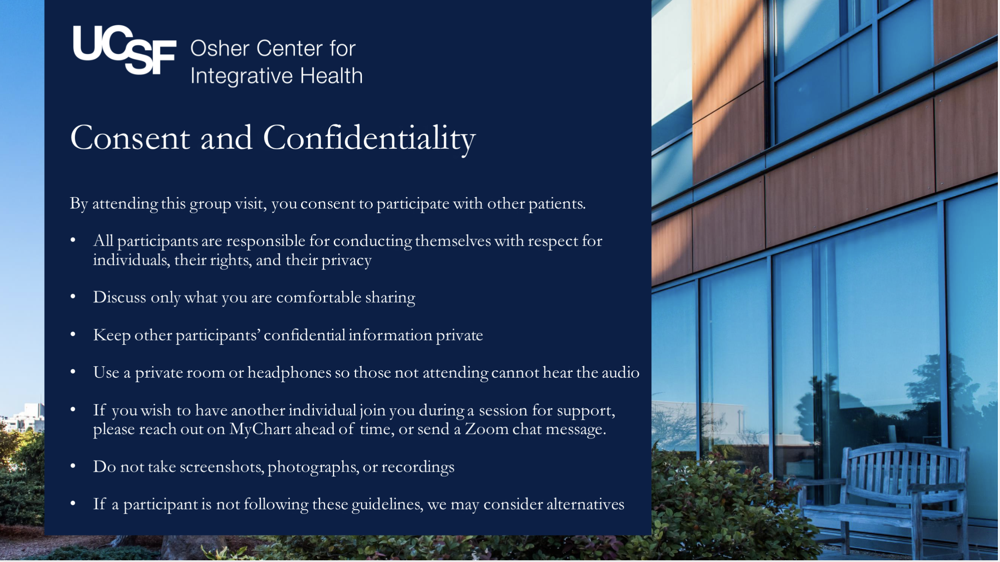 UCSF
Osher Center for
Integrative Health
Consent and Confidentiality
By attending this group visit, you consent to participate with other patients.
• All participants are responsible for conducting themselves with respect for
individuals, their rights, and their privacy
• Discuss only what you are comfortable sharing
• Keep other participants’ confidential information private
• Use a private room or headphones so those not attending cannot hear the audio
• If you wish to have another individual join you during a session for support,
please reach out on MyChart ahead of time, or send a Zoom chat message.
• Do not take screenshots, photographs, or recordings
• If a participant is not following these guidelines, we may consider alternatives